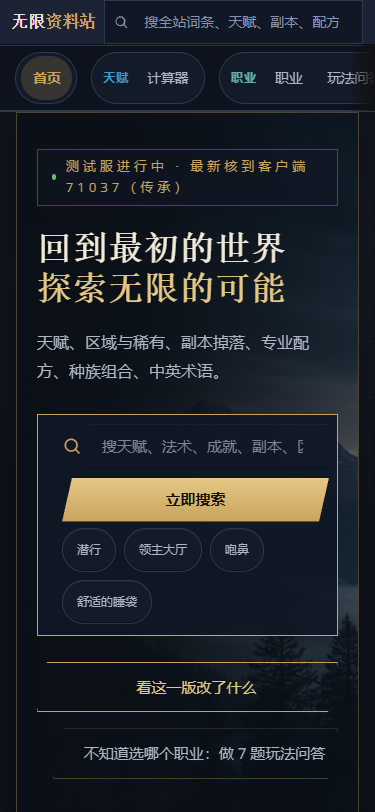 无限资料站
搜全站词条、天赋、副本、配方
首页
天赋 计算器
职业 职业 玩法问
测试服进行中 · 最新核到客户端
71037 (传承)
回到最初的世界
探索无限的可能
天赋、区域与稀有、副本掉落、专业配
方、种族组合、中英术语。
搜天赋、法术、成就、副本、
立即搜索
潜行 领主大厅 咆鼻
舒适的睡袋
看这一版改了什么
不知道选哪个职业：做 7 题玩法问答